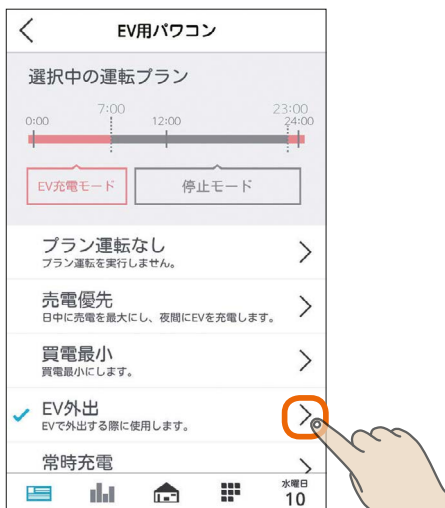 EV用パワコン
選択中の運転プラン
7:00 23:00
0:00 12:00 24:00
EV充電モード 停止モード
プラン運転なし
プラン運転を実行しません。
売電優先
日中に売電を最大にし、夜間にEVを充電します。
買電最小
買電最小にします。
EV外出
EVで外出する際に使用します。
常時充電
水曜日
10